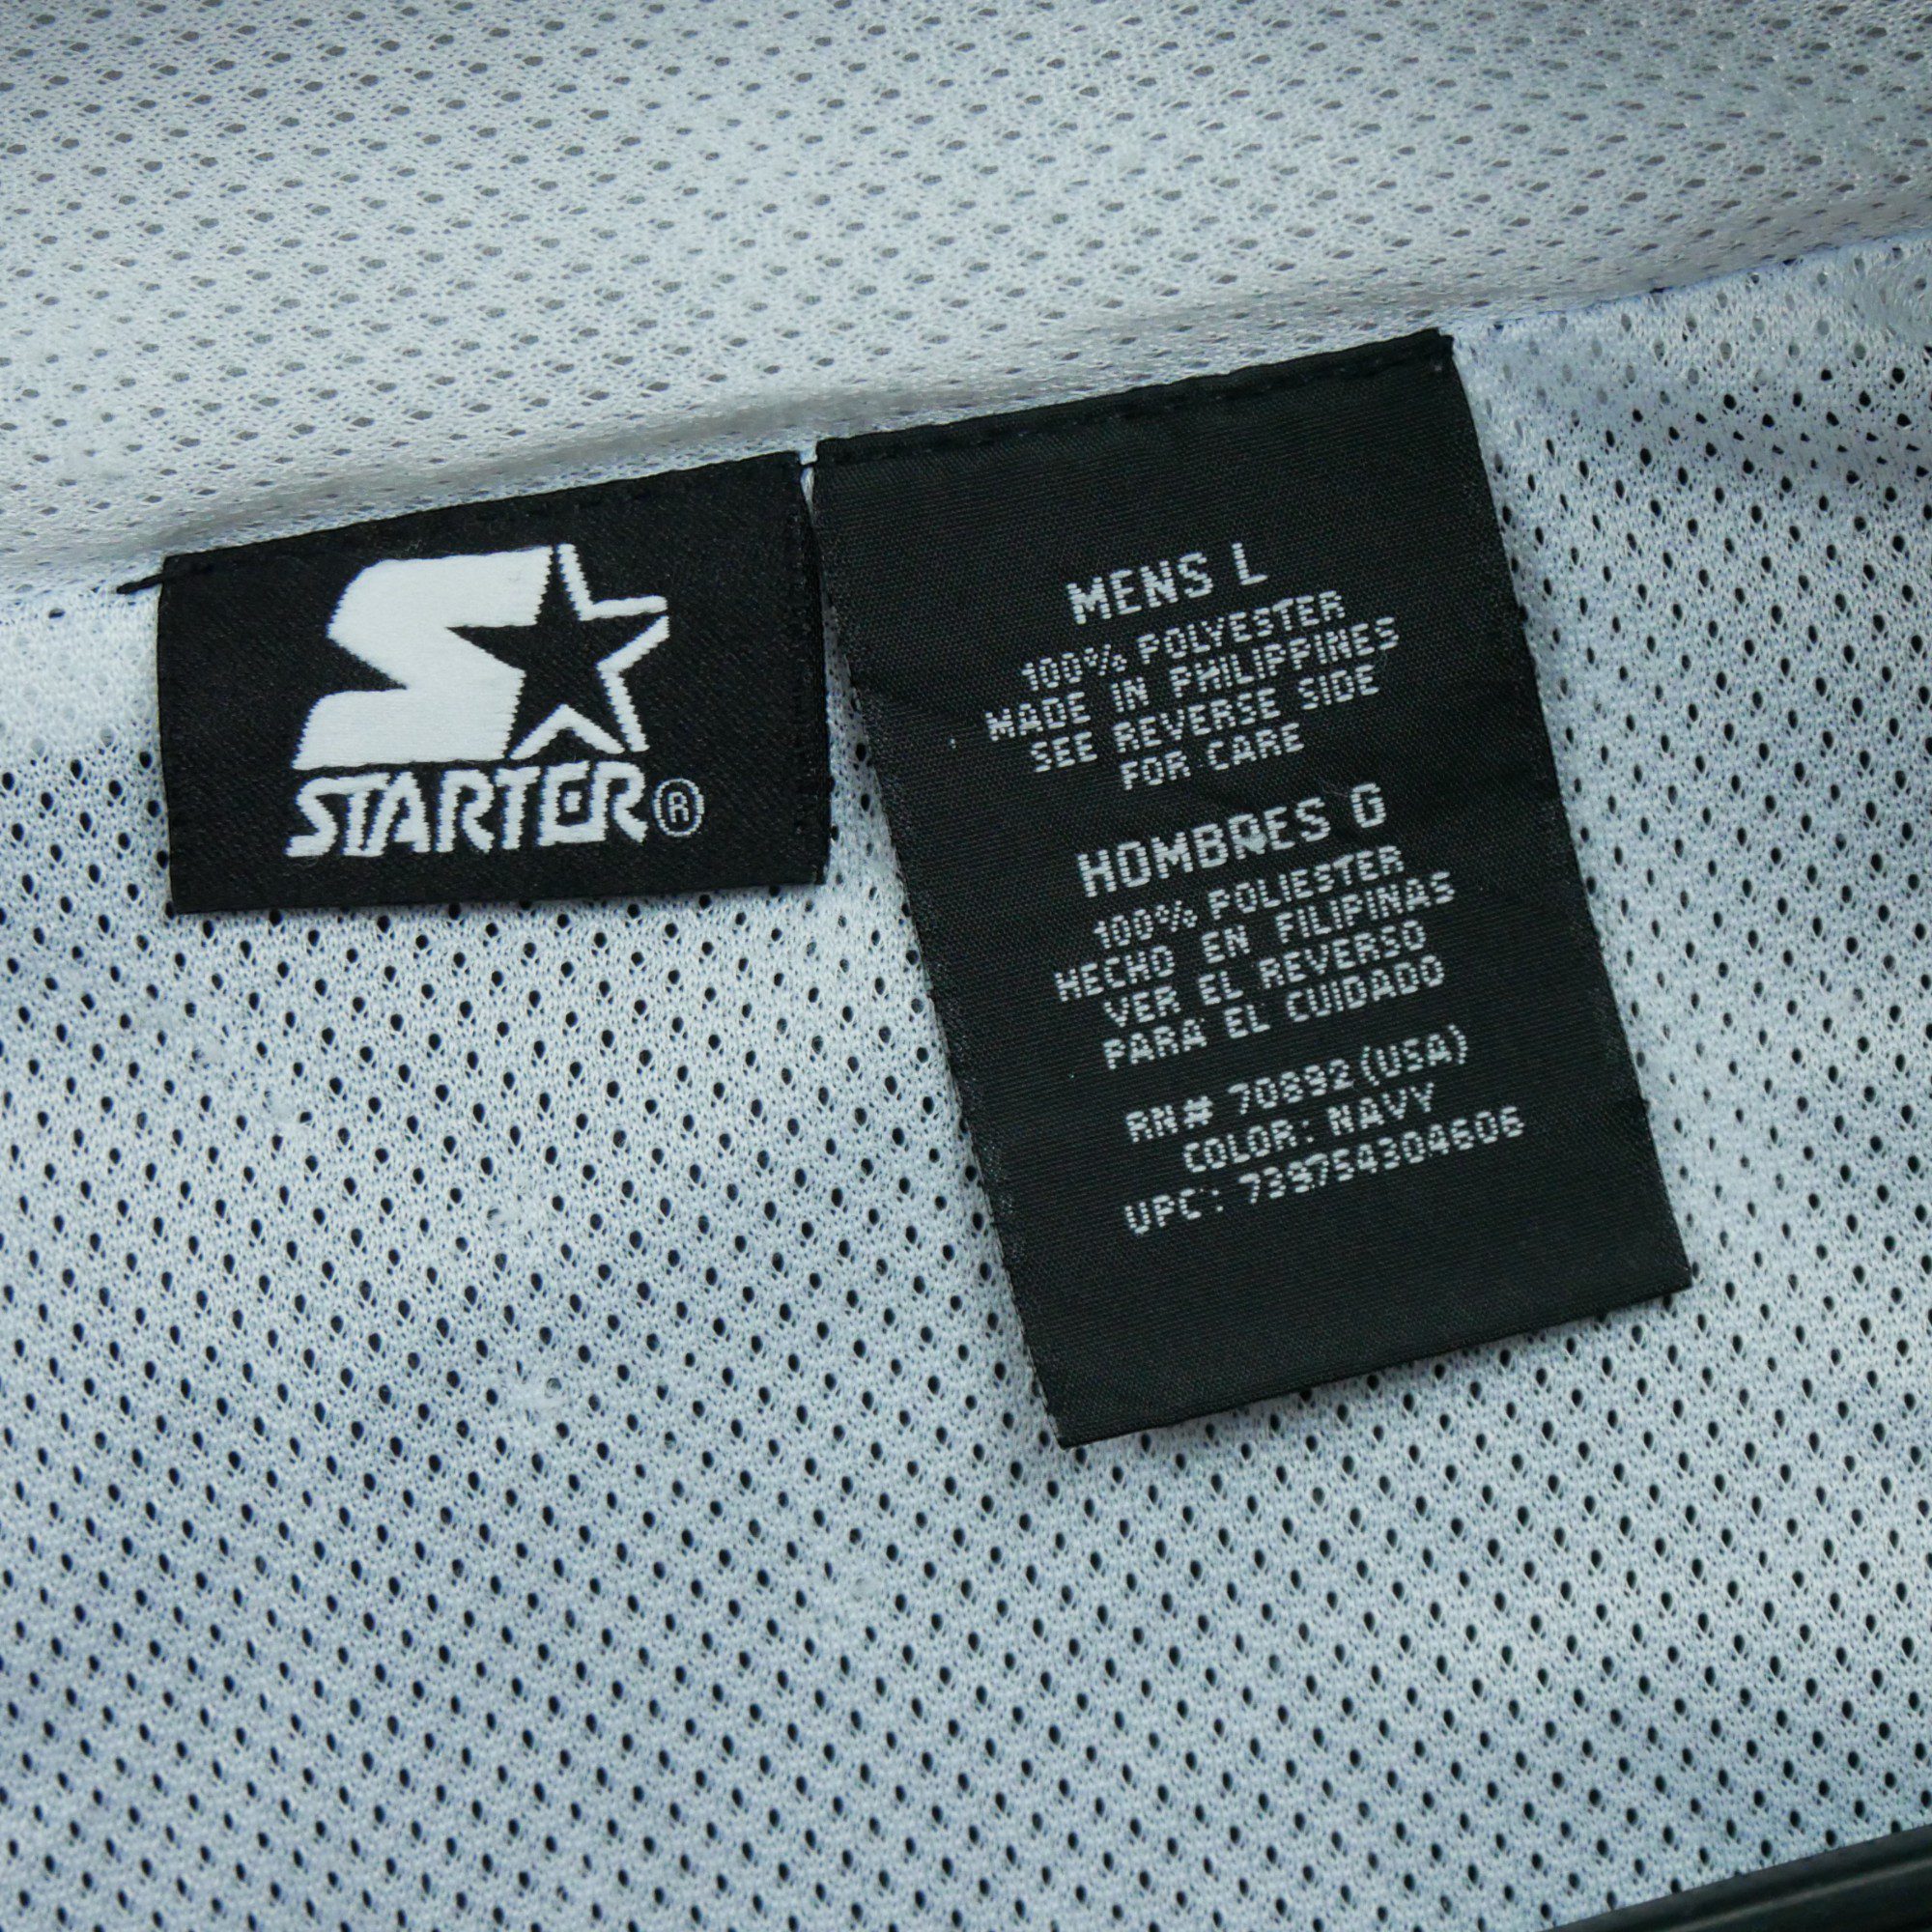 STARTER®
MENS L
100% POLYESTER
MADE IN PHILIPPINES
SEE REVERSE SIDE
FOR CARE
HOMBRES G
100% POLIESTER
HECHO EN FILIPINAS
VER EL REVERSO
PARA EL CUIDADO
RN# 70892 (USA)
COLOR: NAVY
UPC: 739754304606